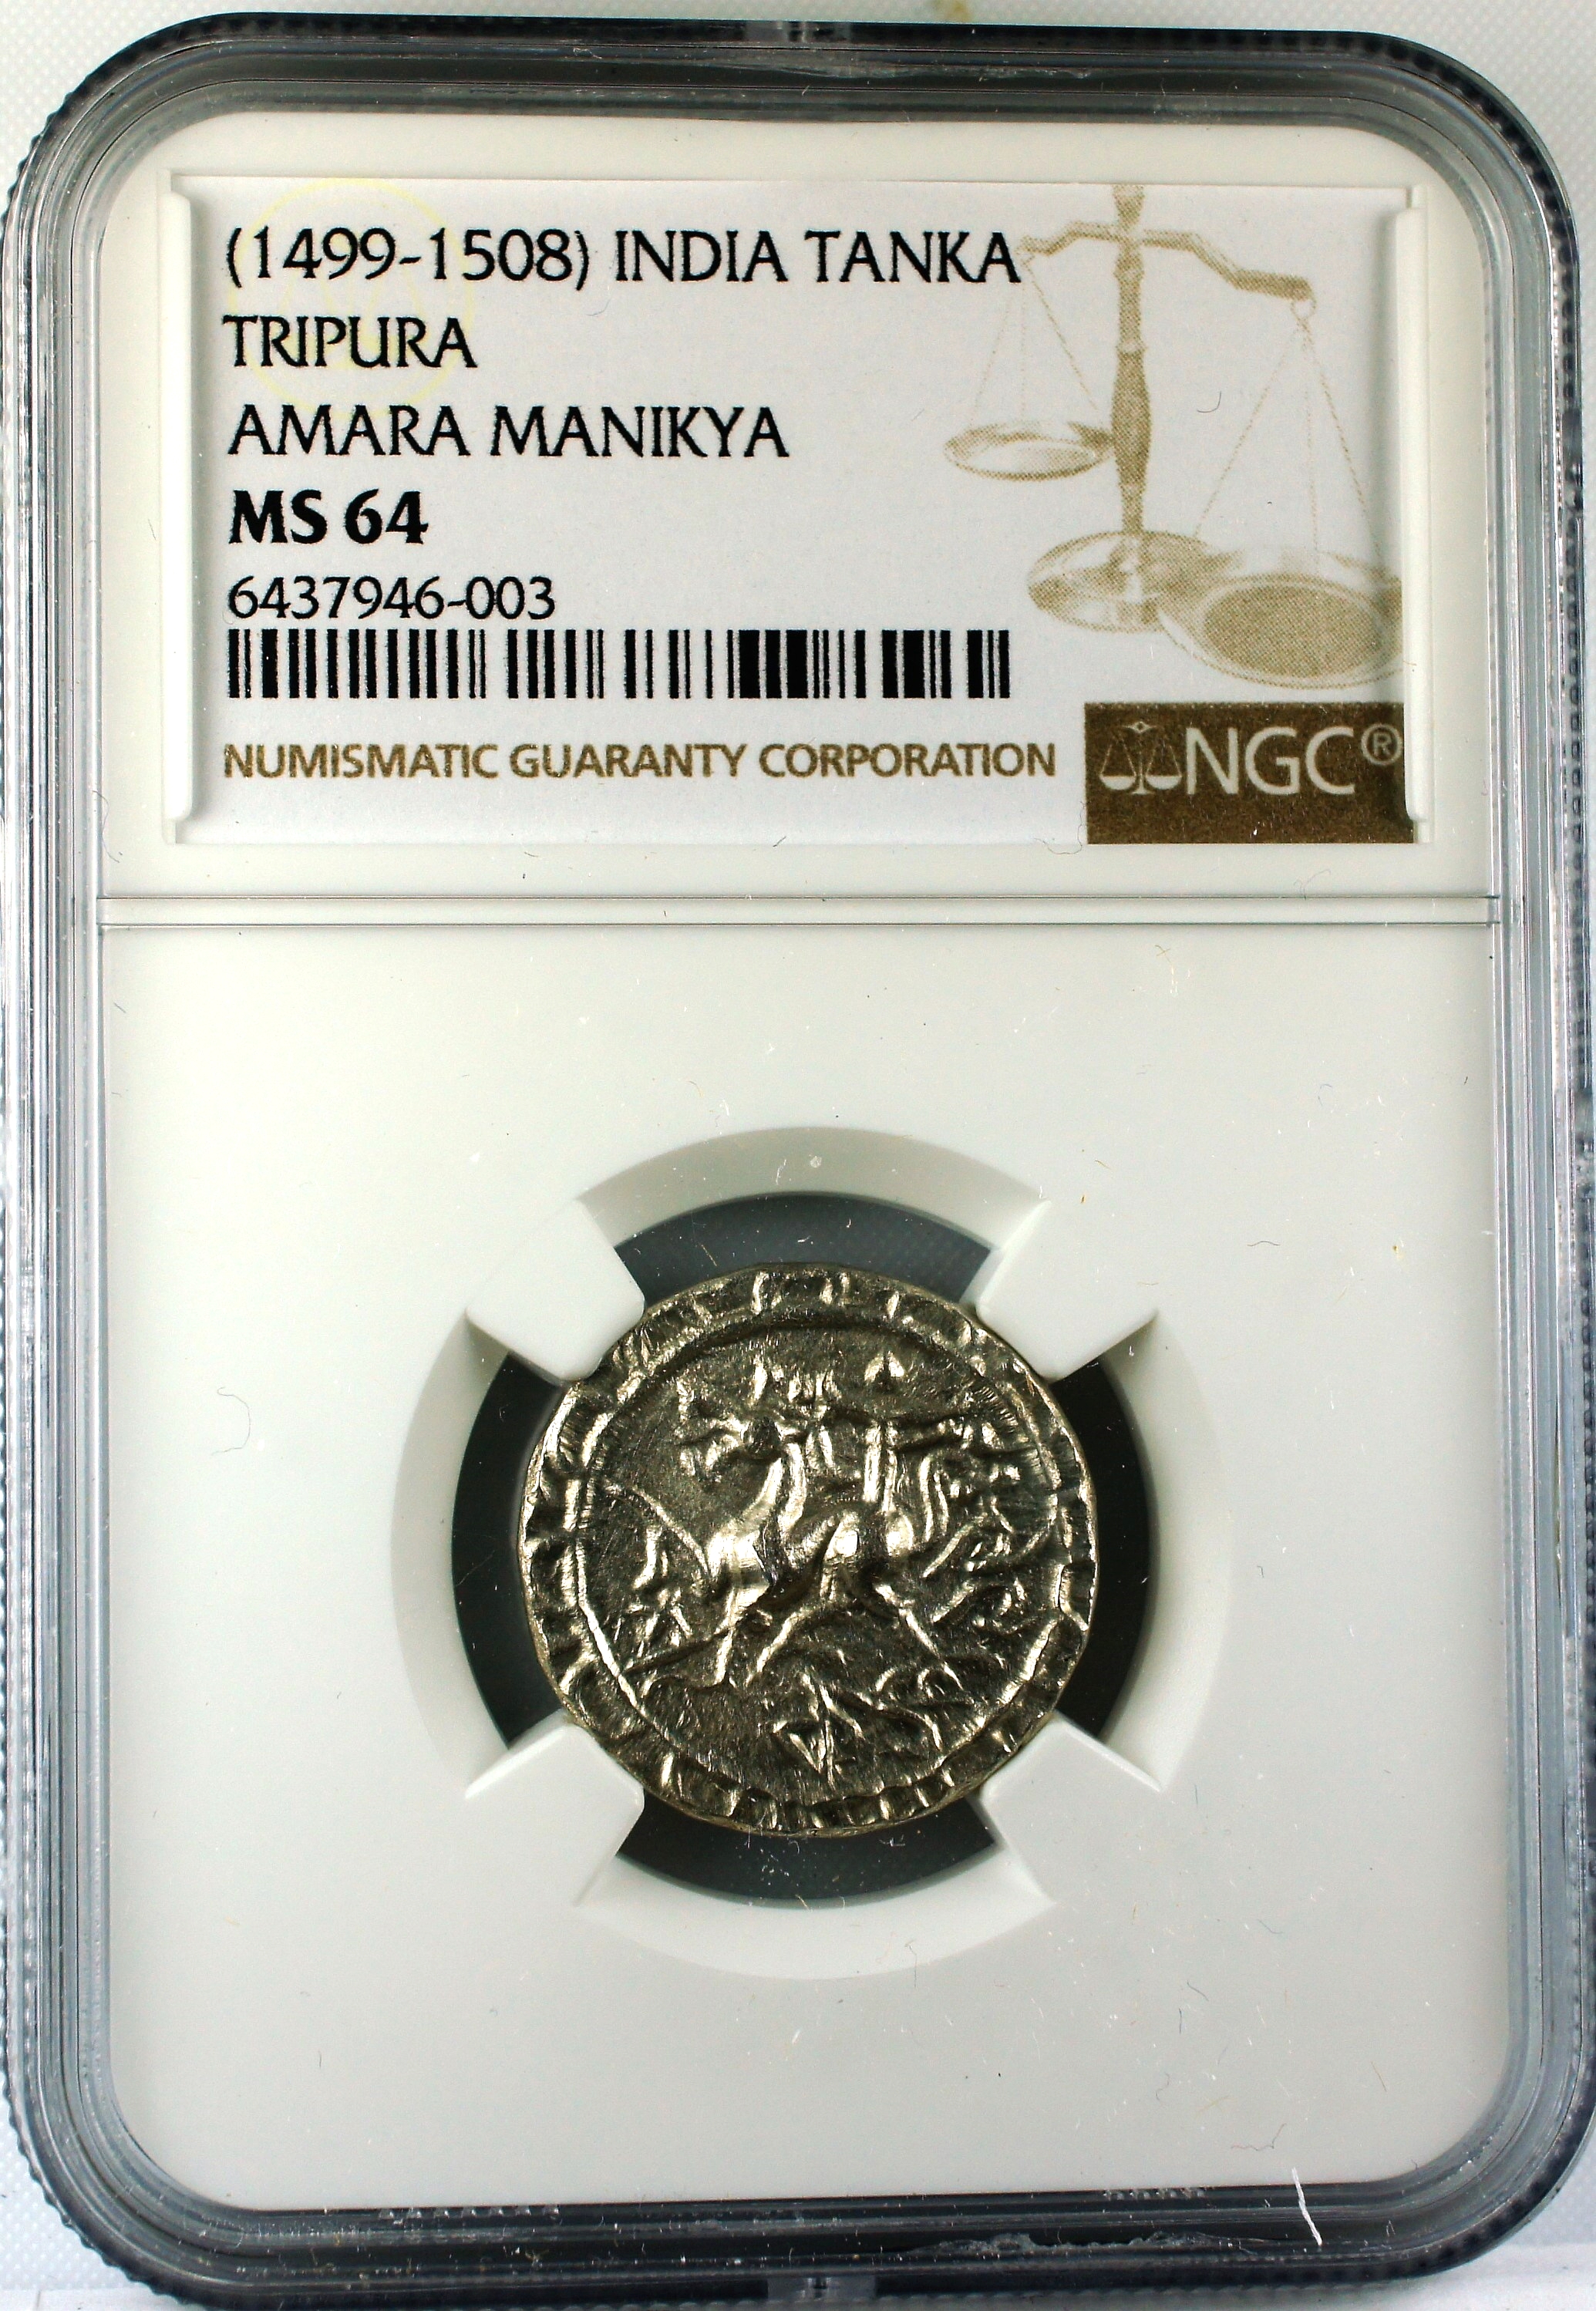 (1499-1508) INDIA TANKA
TRIPURA
AMARA MANIKYA
MS 64
6437946-003
NUMISMATIC GUARANTY CORPORATION
NGC®